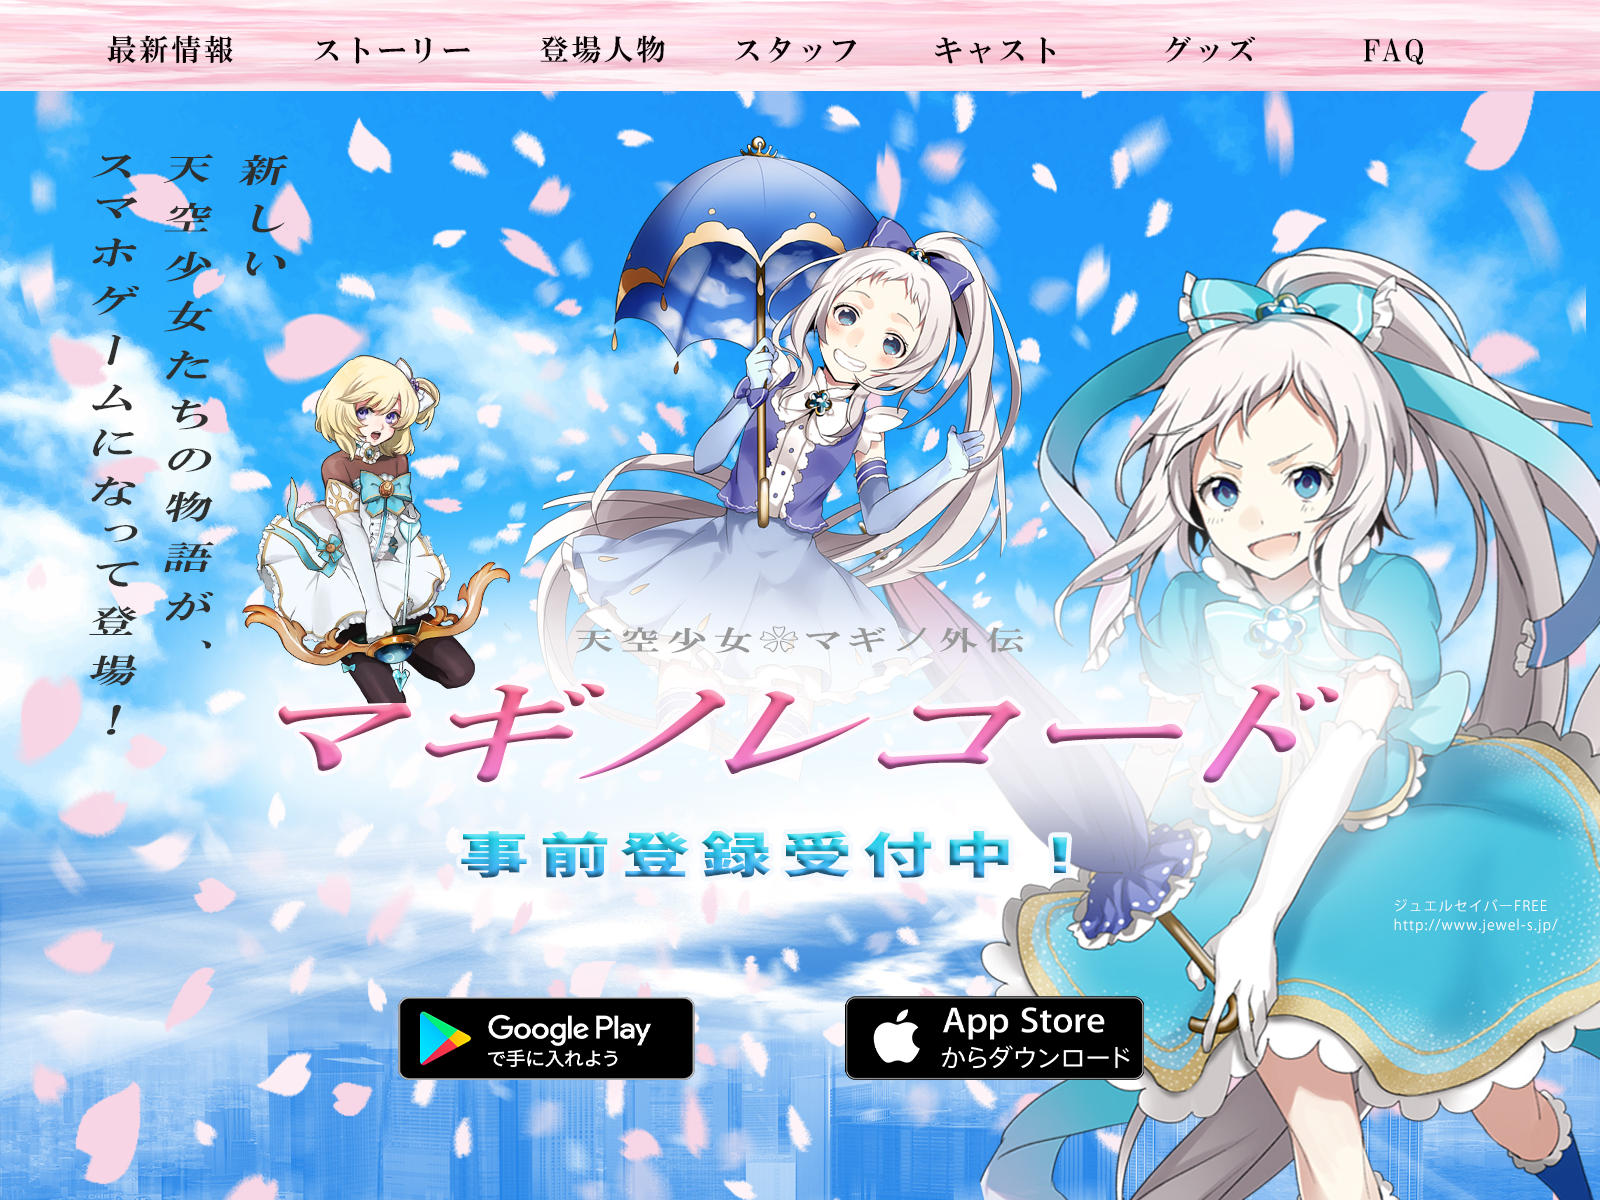 最新情報 ストーリー 登場人物 スタッフ キャスト グッズ FAQ
新しい
天空少女たちの物語が、
スマホゲームになって登場！
天空少女マギノ外伝
マギノレコード
事前登録受付中！
ジュエルセイバーFREE
http://www.jewel-s.jp/
Google Play
で手に入れよう
App Store
からダウンロード